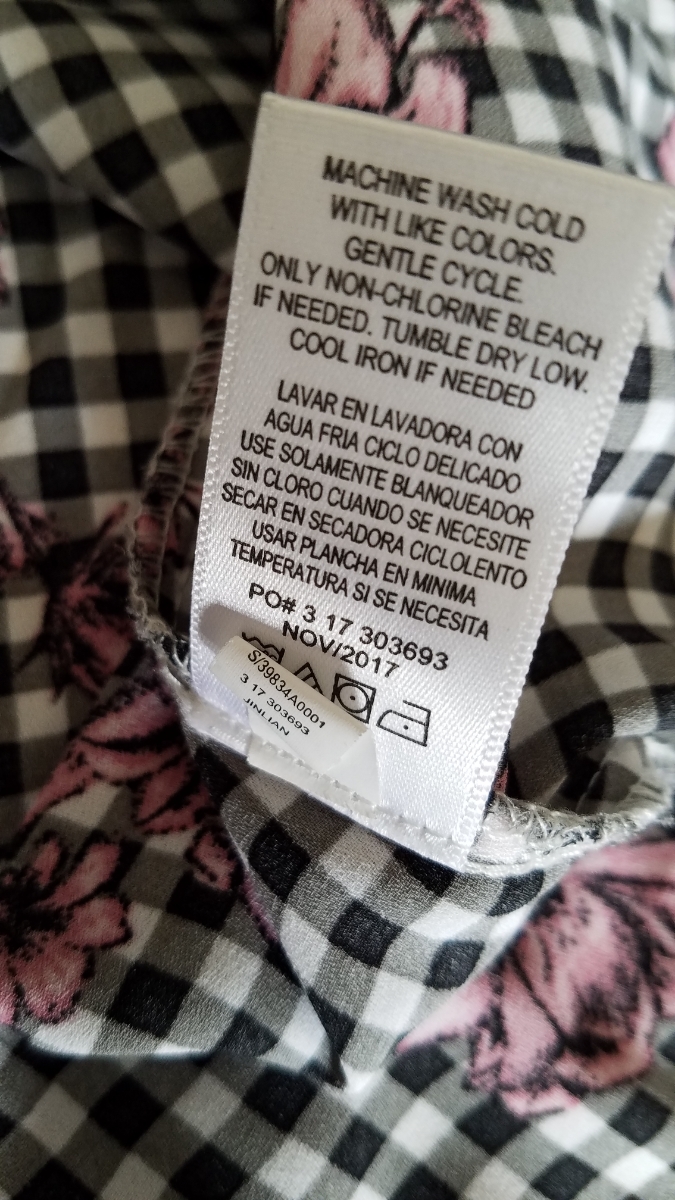 MACHINE WASH COLD
WITH LIKE COLORS.
GENTLE CYCLE.
ONLY NON-CHLORINE BLEACH
IF NEEDED. TUMBLE DRY LOW.
COOL IRON IF NEEDED
LAVAR EN LAVADORA CON
AGUA FRIA CICLO DELICADO
USE SOLAMENTE BLANQUEADOR
SIN CLORO CUANDO SE NECESITE
SECAR EN SECADORA CICLOLENTO
USAR PLANCHA EN MINIMA
TEMPERATURA SI SE NECESITA
PO# 3 17 303693
NOV/2017
S/39834A0001
3 17 303693
JINLIAN